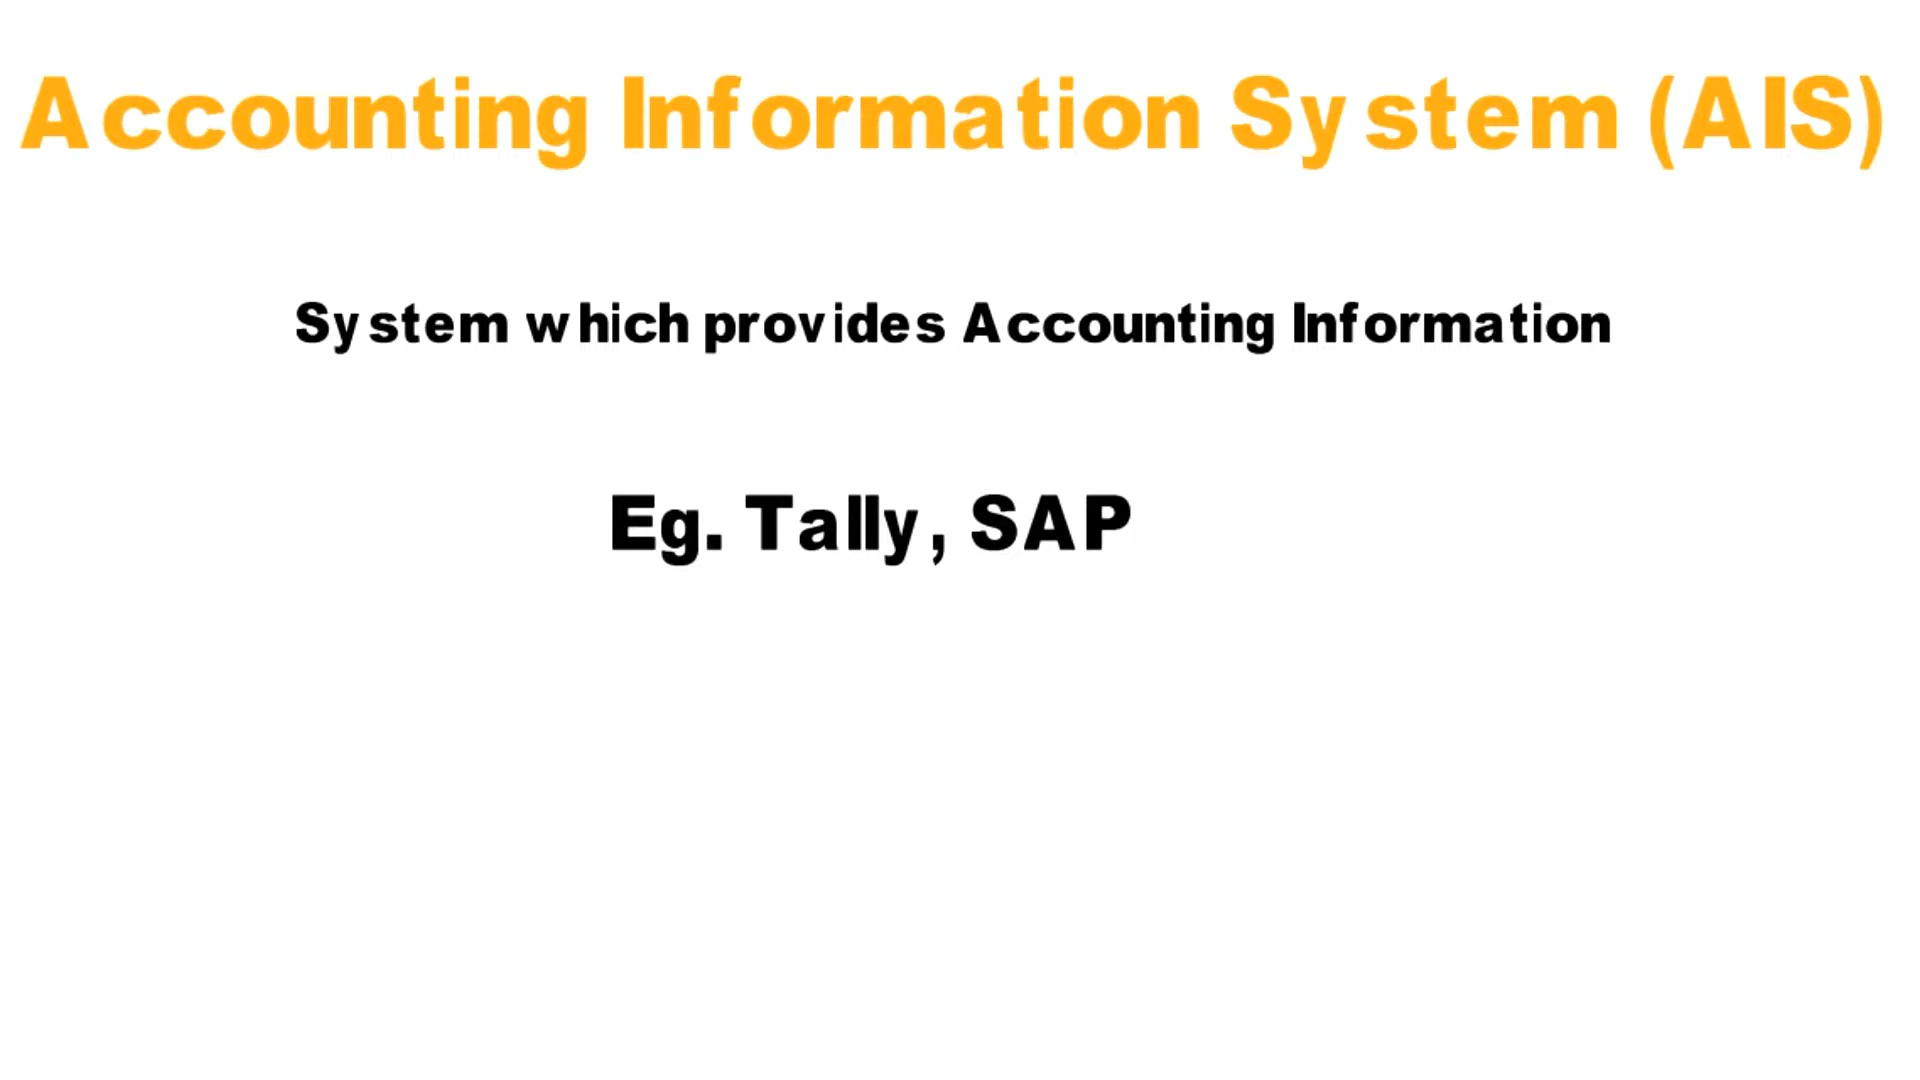 Accounting Information System (AIS)
System which provides Accounting Information
Eg. Tally, SAP